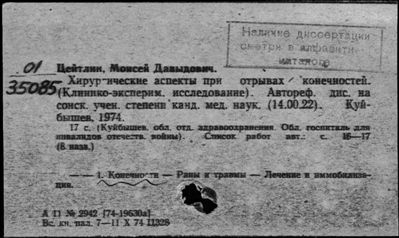 Наличие диссертации
смотри в алфавитн.
каталоге
01
35085
Цейтлин, Моисей Давыдович.
Хирургические аспекты при отрывах конечностей.
(Клинико-эксперим. исследование). Автореф. дис. на
соиск. учен. степени канд. мед. наук. (14.00.22). Куй-
бышев, 1974.
17 с. (Куйбышев. обл. отд. здравоохранения. Обл. госпиталь для
инвалидов отечеств. войны). Список работ авт.: с. 16—17
(8 назв.)
— — 1. Конечности — Раны и травмы — Лечение и иммобилиза-
ция.
А 11 № 2942 [74-19630а]
Вс. кн. пал. 7—11 X 74 Ц328